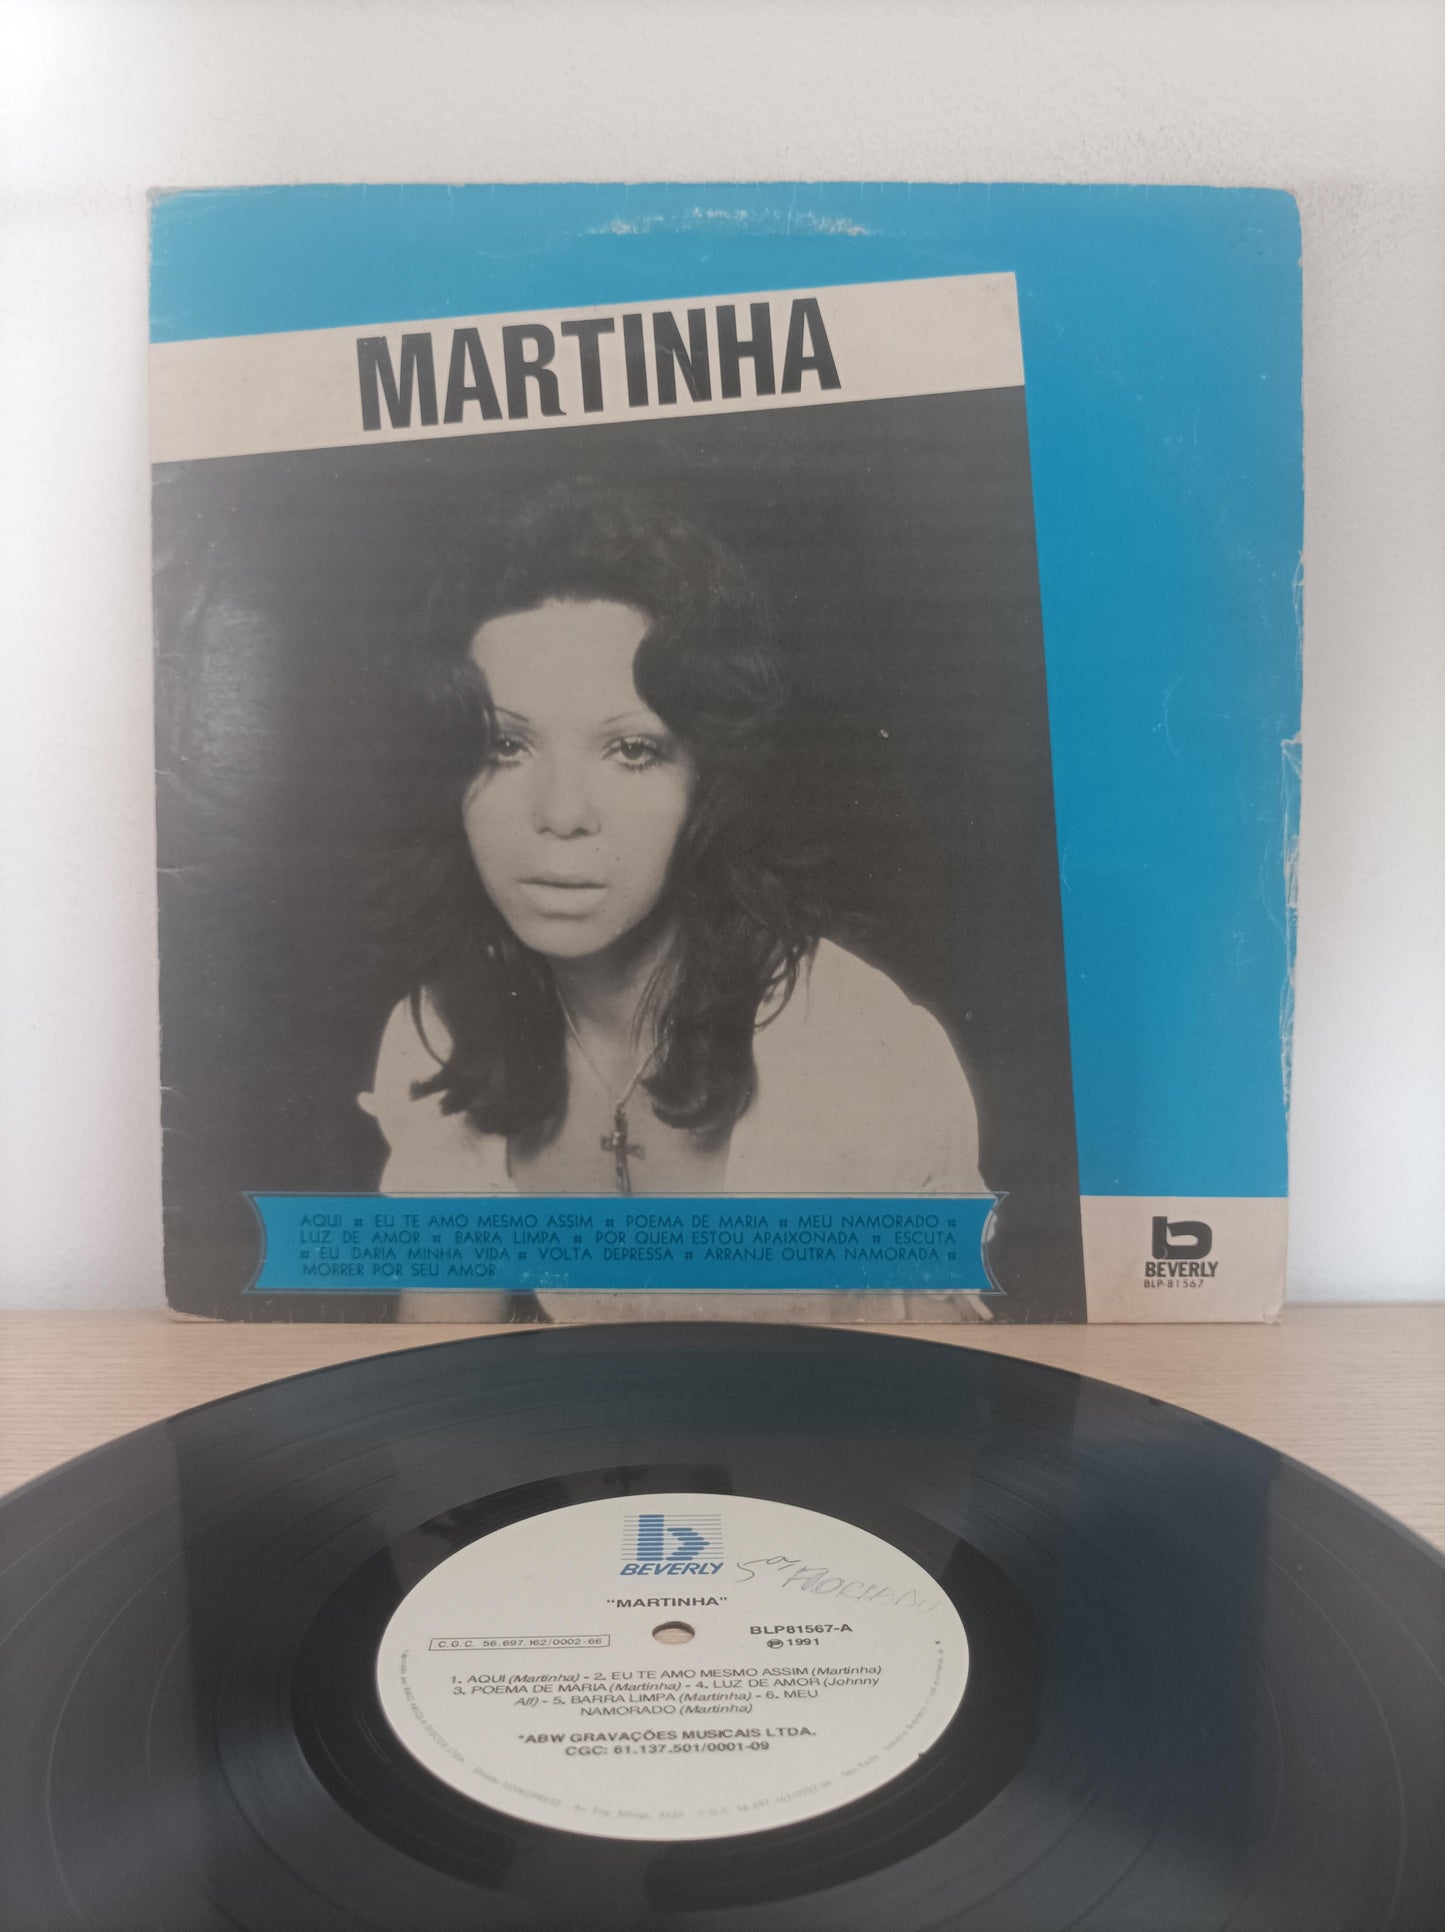 MARTINHA
AQUI :: EU TE AMO MESMO ASSIM :: POEMA DE MARIA :: MEU NAMORADO ::
LUZ DE AMOR :: BARRA LIMPA :: POR QUEM ESTOU APAIXONADA :: ESCUTA
:: EU DARIA MINHA VIDA :: VOLTA DEPRESSA :: ARRANJE OUTRA NAMORADA ::
MORRER POR SEU AMOR
b
BEVERLY
BLP-81567
b
BEVERLY
5ª
"MARTINHA"
C.G.C. 56.697.162/0002-66
BLP81567-A
℗ 1991
1. AQUI (Martinha) - 2. EU TE AMO MESMO ASSIM (Martinha)
3. POEMA DE MARIA (Martinha) - 4. LUZ DE AMOR (Johnny
Alf) - 5. BARRA LIMPA (Martinha) - 6. MEU
NAMORADO (Martinha)
*ABW GRAVAÇÕES MUSICAIS LTDA.
CGC: 61.137.501/0001-09